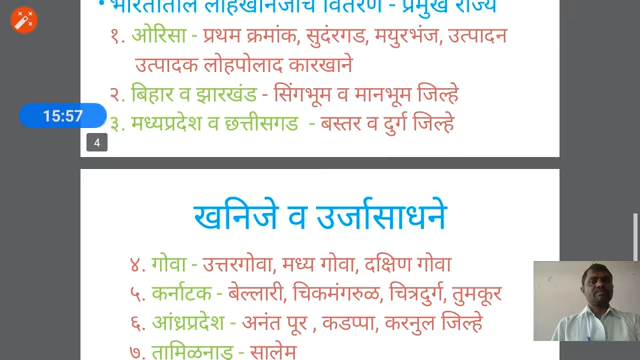 • भारतातील लोहखनिजाचे वितरण - प्रमुख राज्य
१. ओरिसा - प्रथम क्रमांक, सुदंरगड, मयुरभंज, उत्पादन
उत्पादक लोहपोलाद कारखाने
२. बिहार व झारखंड - सिंगभूम व मानभूम जिल्हे
15:57
३. मध्यप्रदेश व छत्तीसगड - बस्तर व दुर्ग जिल्हे
4
खनिजे व उर्जासाधने
४. गोवा - उत्तरगोवा, मध्य गोवा, दक्षिण गोवा
५. कर्नाटक - बेल्लारी, चिकमंगरुळ, चित्रदुर्ग, तुमकूर
६. आंध्रप्रदेश - अनंत पूर , कडप्पा, करनुल जिल्हे
७. तामिळनाड - सालेम